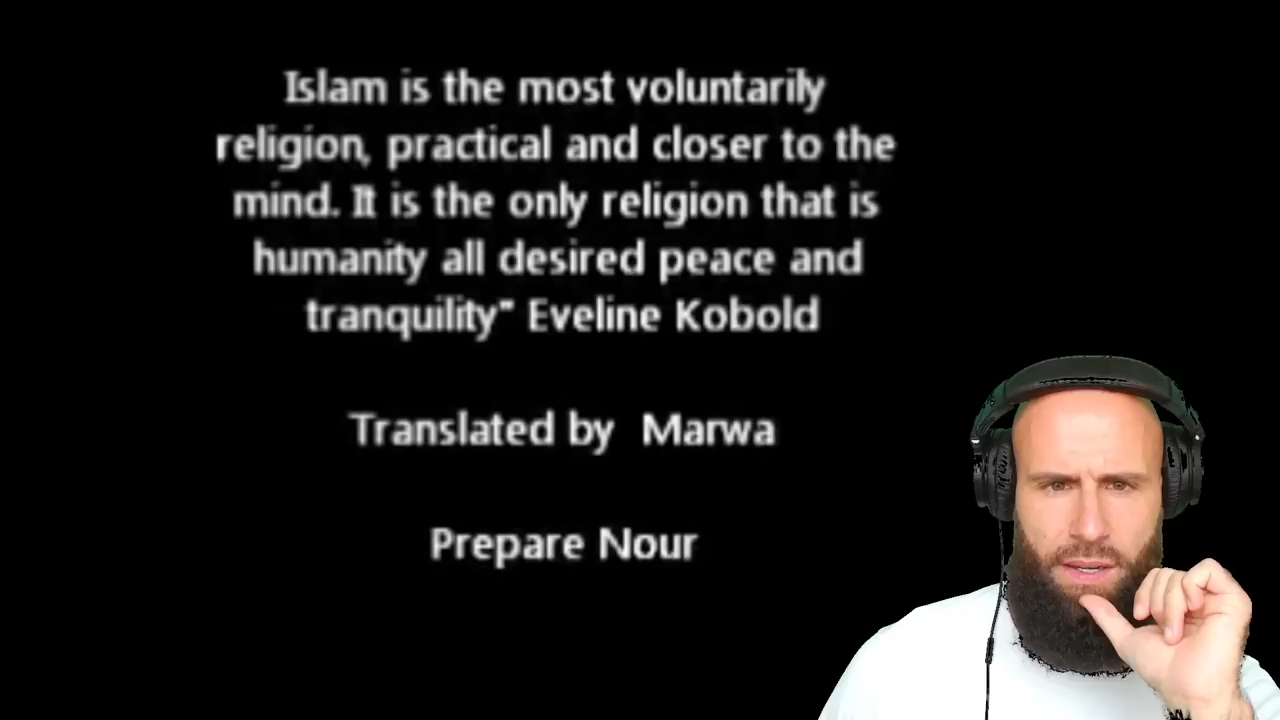 Islam is the most voluntarily
religion, practical and closer to the
mind. It is the only religion that is
humanity all desired peace and
tranquility" Eveline Kobold
Translated by Marwa
Prepare Nour